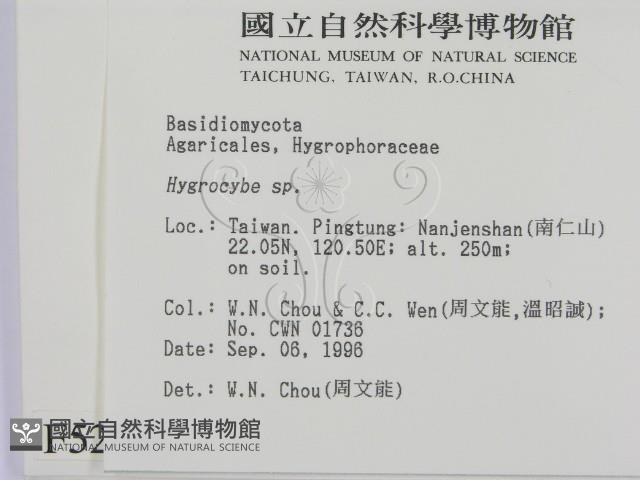 國立自然科學博物館
NATIONAL MUSEUM OF NATURAL SCIENCE
TAICHUNG, TAIWAN, R.O.CHINA
Basidiomycota
Agaricales, Hygrophoraceae
Hygrocybe sp.
Loc.: Taiwan. Pingtung: Nanjenshan(南仁山)
22.05N, 120.50E; alt. 250m;
on soil.
Col.: W.N. Chou & C.C. Wen(周文能,溫昭誠);
No. CWN 01736
Date: Sep. 06, 1996
Det.: W.N. Chou(周文能)
F52
國立自然科學博物館
NATIONAL MUSEUM OF NATURAL SCIENCE